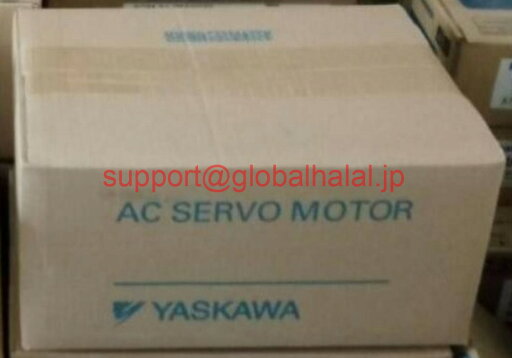 support@globalhalal.jp
AC SERVO MOTOR
YASKAWA